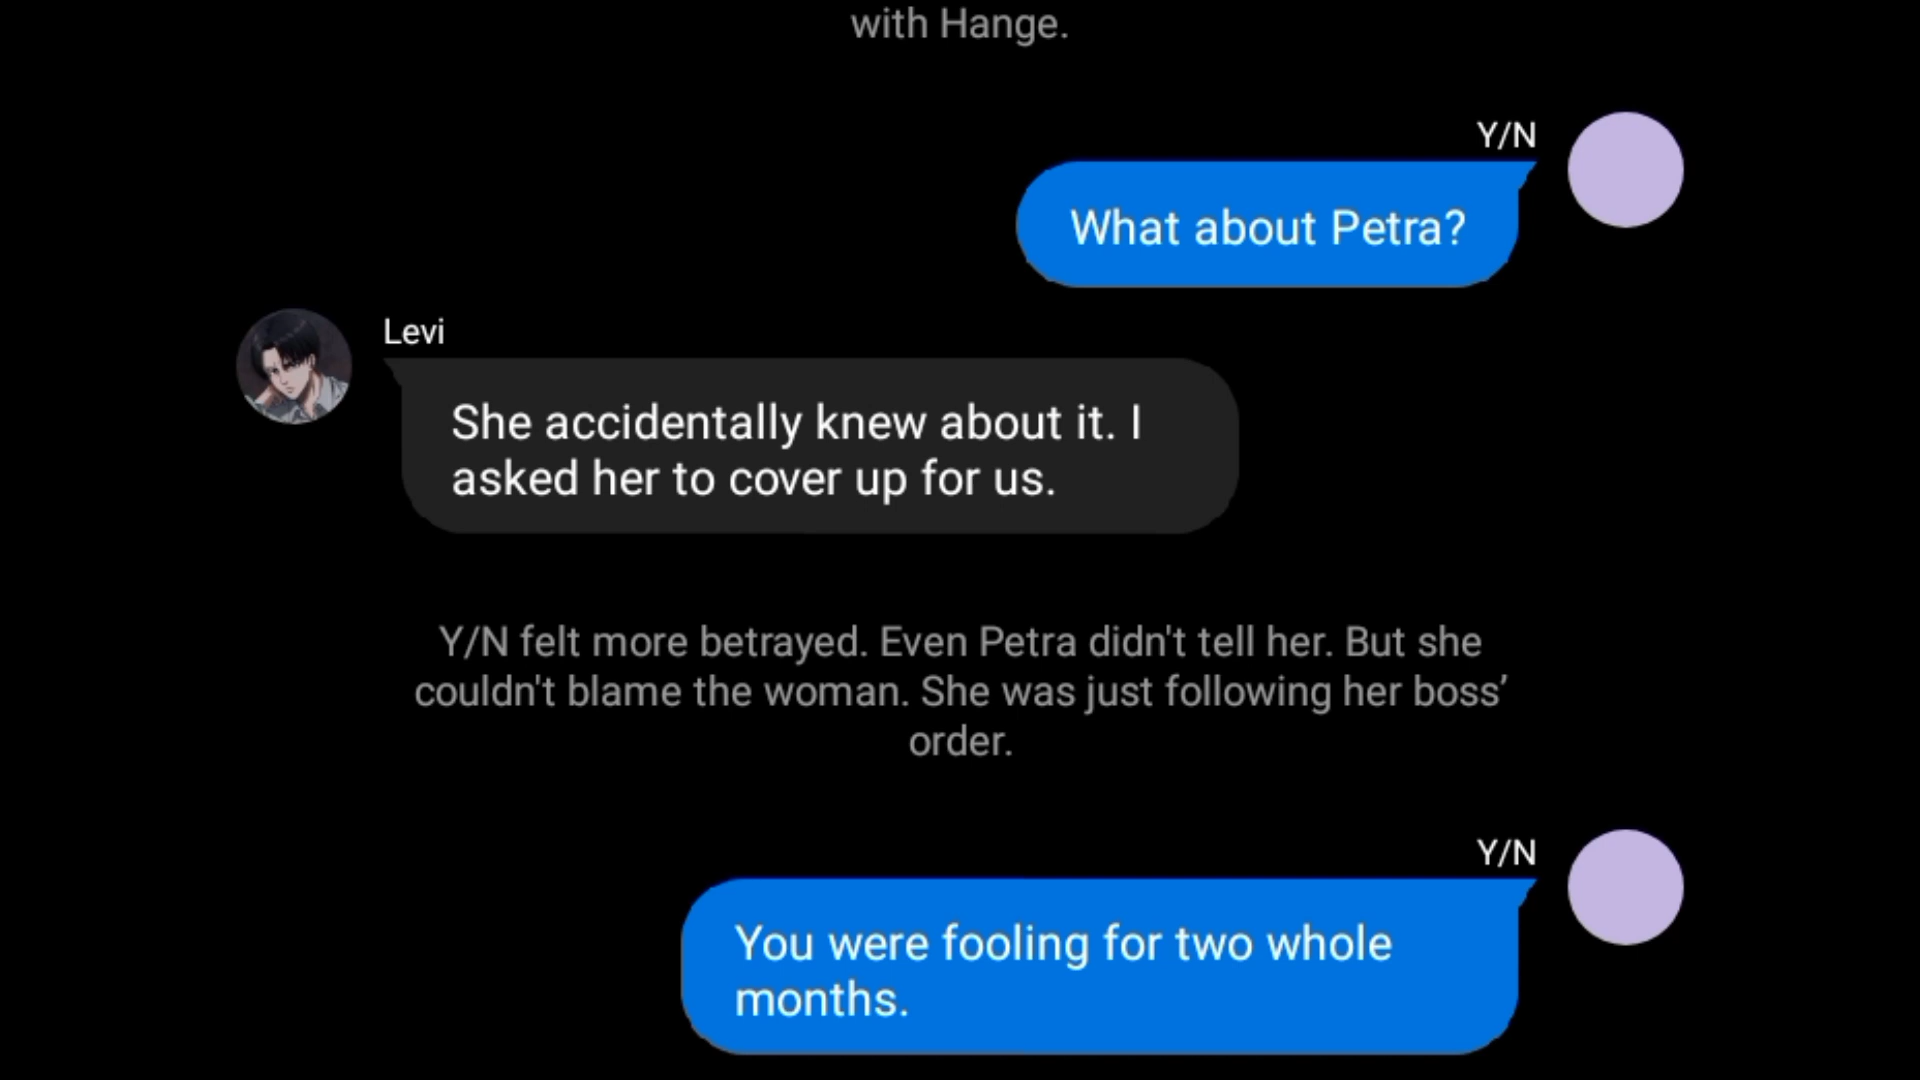 with Hange.
Y/N
What about Petra?
Levi
She accidentally knew about it. I
asked her to cover up for us.
Y/N felt more betrayed. Even Petra didn't tell her. But she
couldn't blame the woman. She was just following her boss’
order.
Y/N
You were fooling for two whole
months.